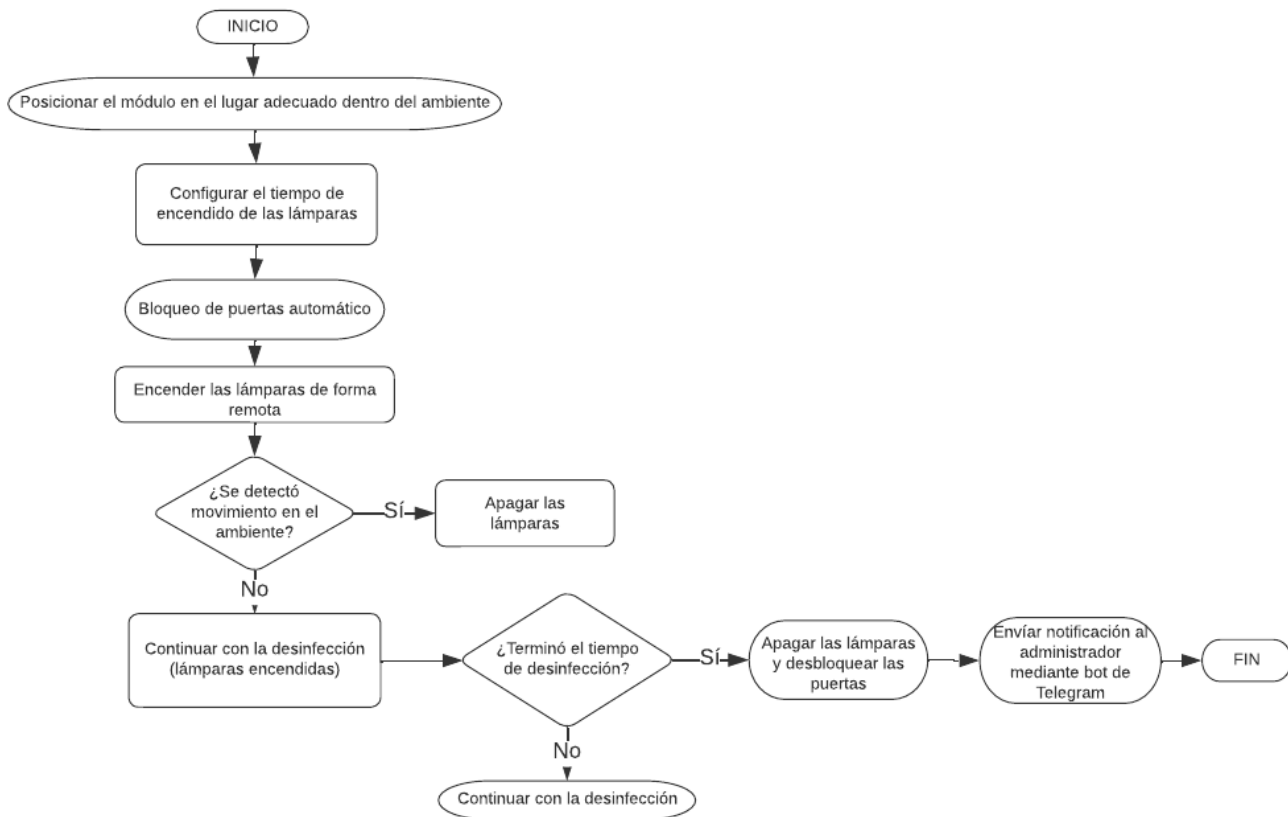 INICIO
Posicionar el módulo en el lugar adecuado dentro del ambiente
Configurar el tiempo de
encendido de las lámparas
Bloqueo de puertas automático
Encender las lámparas de forma
remota
¿Se detectó
movimiento en el
ambiente?
Sí
Apagar las
lámparas
No
Continuar con la desinfección
(lámparas encendidas)
¿Terminó el tiempo
de desinfección?
Sí
Apagar las lámparas
y desbloquear las
puertas
Envíar notificación al
administrador
mediante bot de
Telegram
FIN
No
Continuar con la desinfección